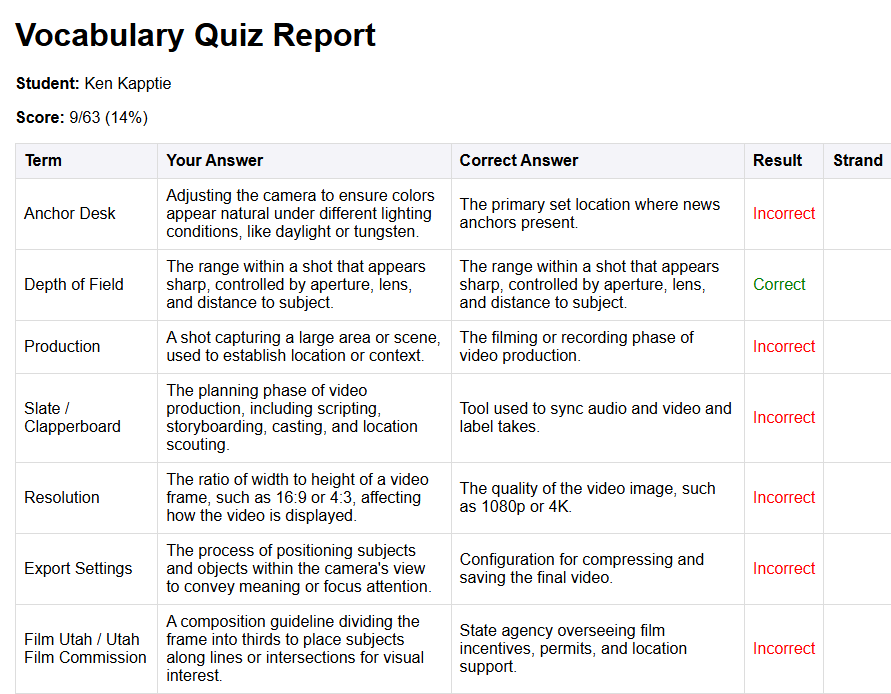 Vocabulary Quiz Report
Student: Ken Kapptie
Score: 9/63 (14%)
Term Your Answer Correct Answer Result Strand
Anchor Desk
Adjusting the camera to ensure colors
appear natural under different lighting
conditions, like daylight or tungsten.
The primary set location where news
anchors present.
Incorrect
Depth of Field
The range within a shot that appears
sharp, controlled by aperture, lens,
and distance to subject.
The range within a shot that appears
sharp, controlled by aperture, lens,
and distance to subject.
Correct
Production
A shot capturing a large area or scene,
used to establish location or context.
The filming or recording phase of
video production.
Incorrect
Slate /
Clapperboard
The planning phase of video
production, including scripting,
storyboarding, casting, and location
scouting.
Tool used to sync audio and video and
label takes.
Incorrect
Resolution
The ratio of width to height of a video
frame, such as 16:9 or 4:3, affecting
how the video is displayed.
The quality of the video image, such
as 1080p or 4K.
Incorrect
Export Settings
The process of positioning subjects
and objects within the camera's view
to convey meaning or focus attention.
Configuration for compressing and
saving the final video.
Incorrect
Film Utah / Utah
Film Commission
A composition guideline dividing the
frame into thirds to place subjects
along lines or intersections for visual
interest.
State agency overseeing film
incentives, permits, and location
support.
Incorrect